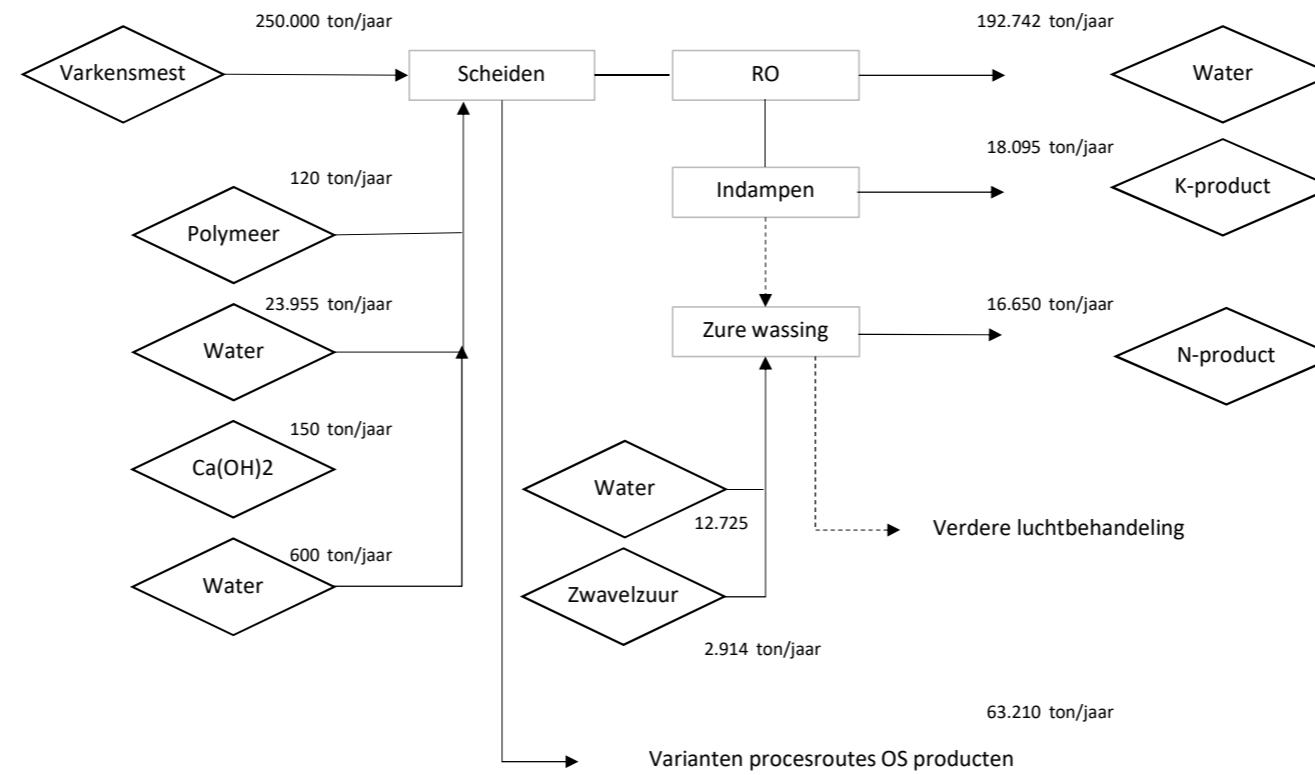 250.000 ton/jaar
192.742 ton/jaar
Varkensmest
Scheiden
RO
Water
18.095 ton/jaar
120 ton/jaar
Indampen
K-product
Polymeer
23.955 ton/jaar
16.650 ton/jaar
Water
Zure wassing
N-product
150 ton/jaar
Ca(OH)2
Water
12.725
Verdere luchtbehandeling
600 ton/jaar
Water
Zwavelzuur
2.914 ton/jaar
63.210 ton/jaar
Varianten procesroutes OS producten